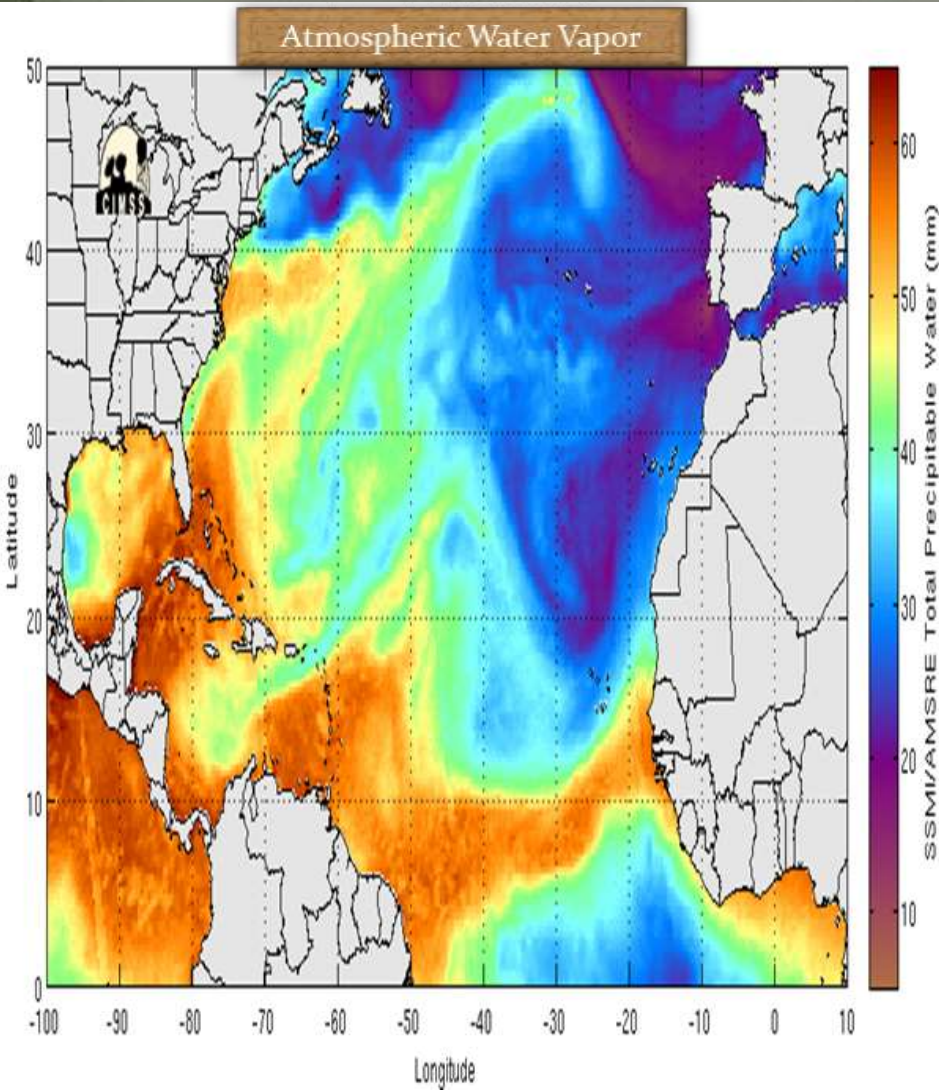 Atmospheric Water Vapor
50
40
30
20
10
0
Latitude
CIMSS
-100 -90 -80 -70 -60 -50 -40 -30 -20 -10 0 10
Longitude
60
50
40
30
20
10
SSMI/AMSRE Total Precipitable Water (mm)